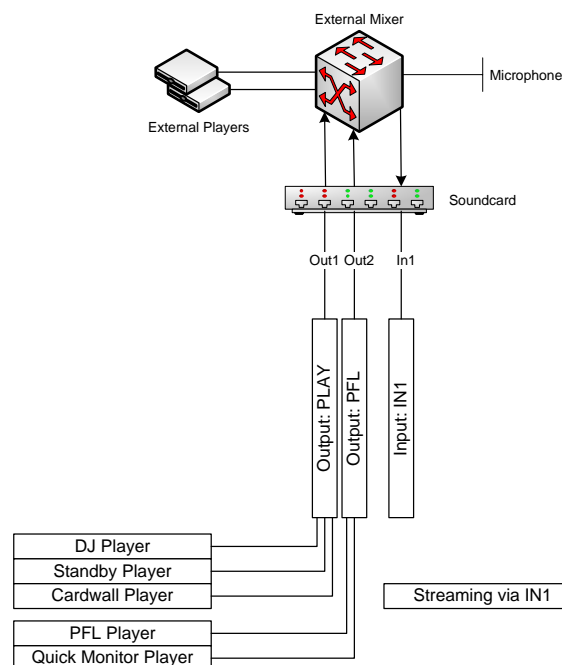 External Mixer
Microphone
External Players
Soundcard
Out1 Out2 In1
Output: PLAY
Output: PFL
Input: IN1
DJ Player
Standby Player
Cardwall Player
Streaming via IN1
PFL Player
Quick Monitor Player